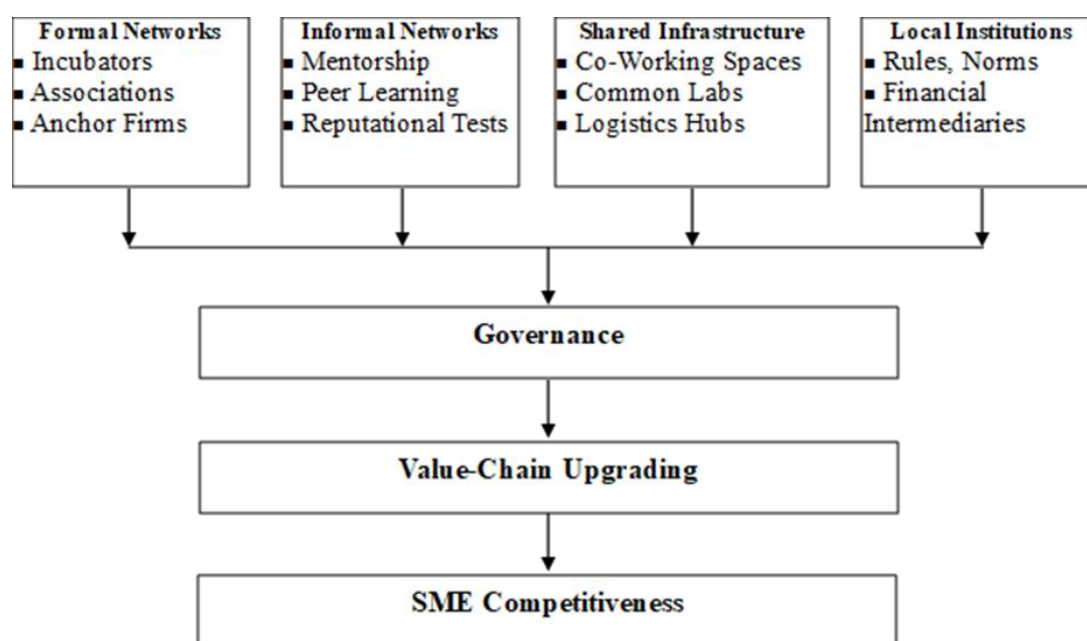 Formal Networks
▪ Incubators
▪ Associations
▪ Anchor Firms
Informal Networks
▪ Mentorship
▪ Peer Learning
▪ Reputational Tests
Shared Infrastructure
▪ Co-Working Spaces
▪ Common Labs
▪ Logistics Hubs
Local Institutions
▪ Rules, Norms
▪ Financial
Intermediaries
Governance
Value-Chain Upgrading
SME Competitiveness